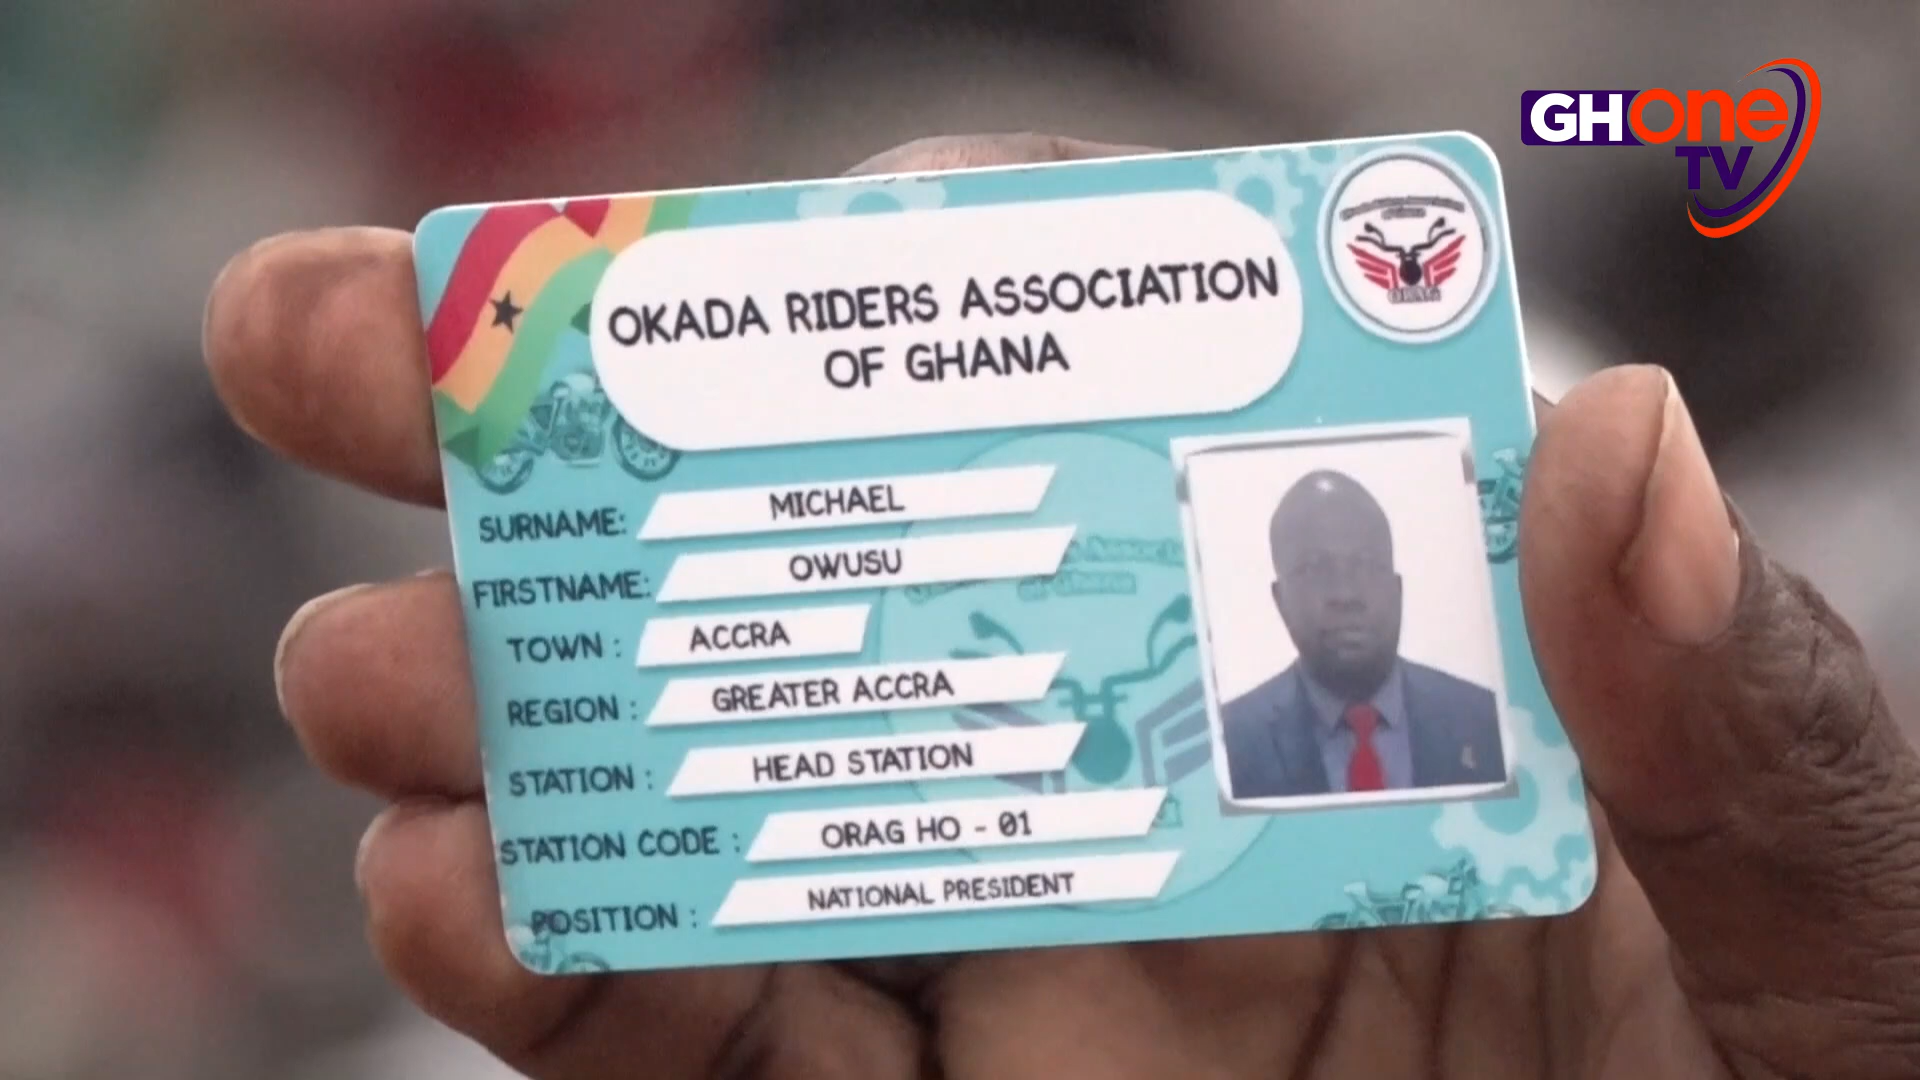 GHOne
TV
OKADA RIDERS ASSOCIATION
OF GHANA
ORAG
SURNAME: MICHAEL
FIRSTNAME: OWUSU
TOWN : ACCRA
REGION : GREATER ACCRA
STATION : HEAD STATION
STATION CODE : ORAG HO - 01
POSITION : NATIONAL PRESIDENT